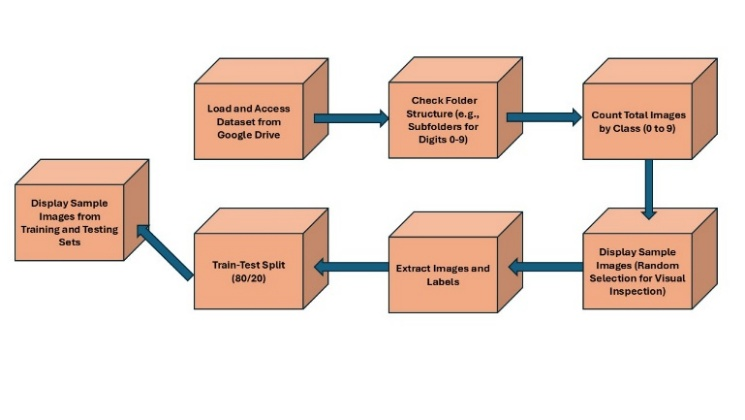 Load and Access
Dataset from
Google Drive
Check Folder
Structure (e.g.,
Subfolders for
Digits 0-9)
Count Total Images
by Class (0 to 9)
Display Sample
Images (Random
Selection for Visual
Inspection)
Extract Images and
Labels
Train-Test Split
(80/20)
Display Sample
Images from
Training and Testing
Sets